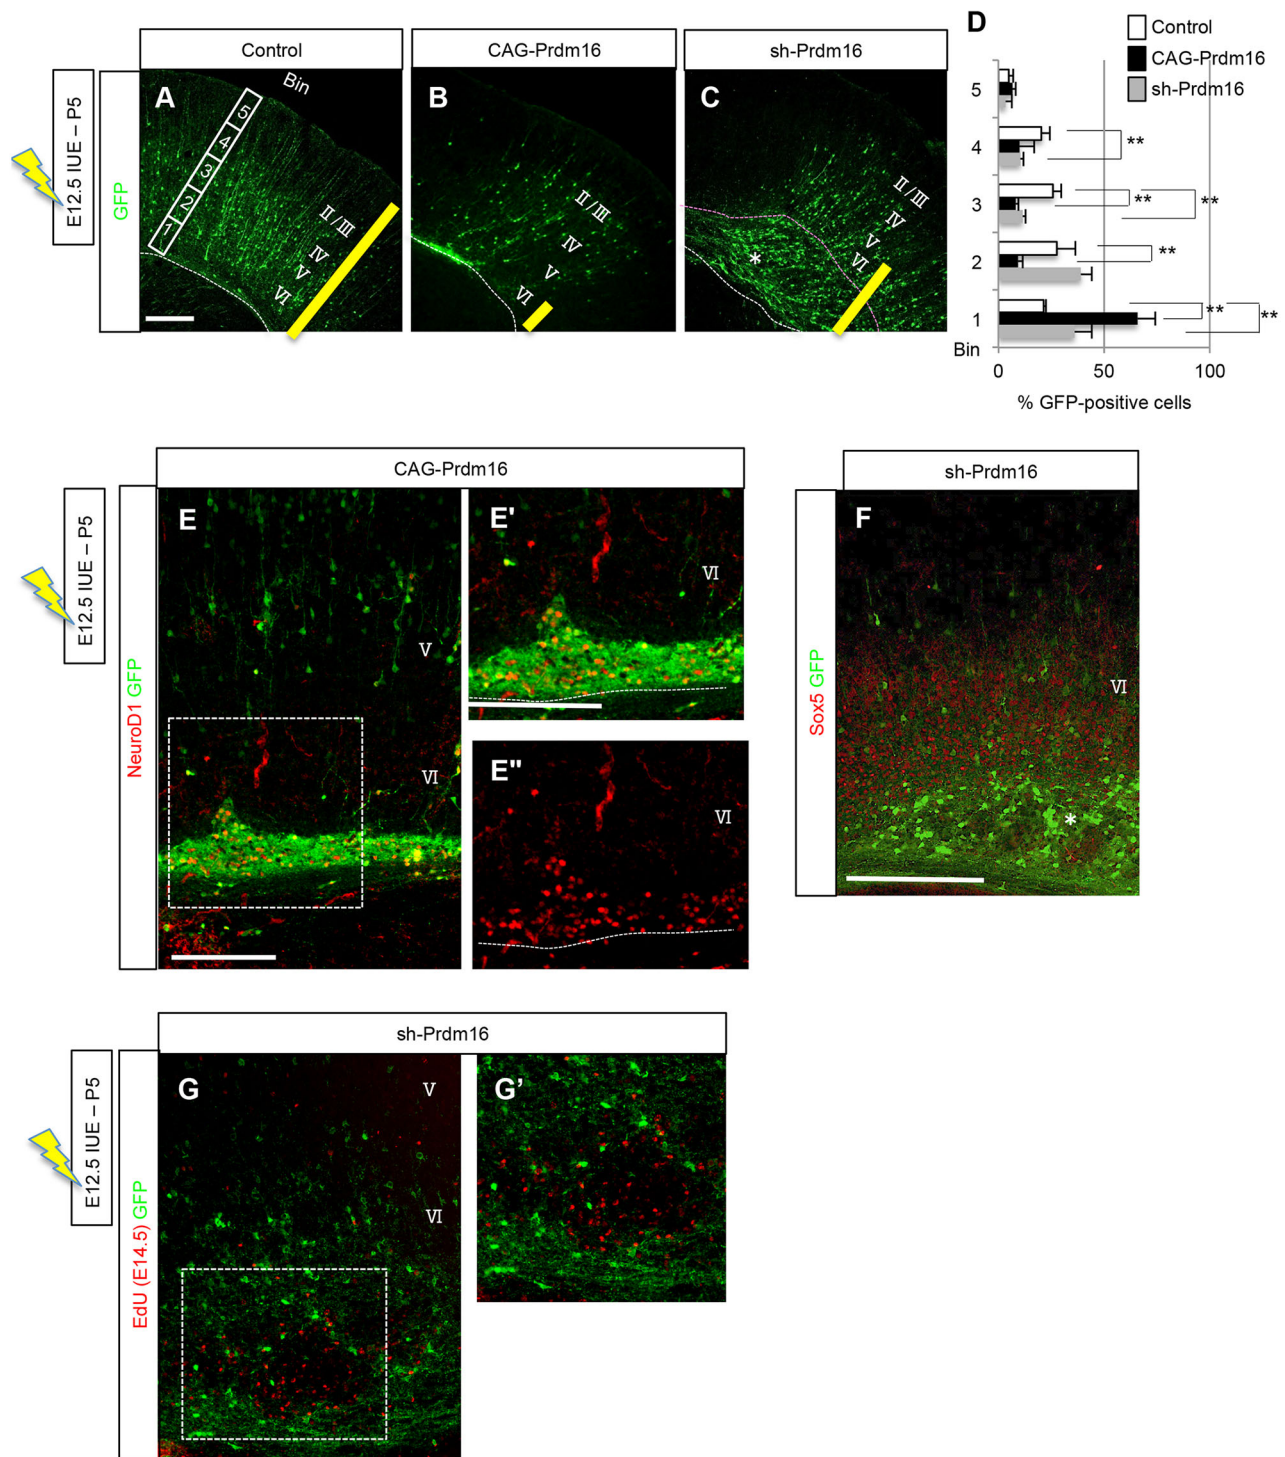 Control
CAG-Prdm16
sh-Prdm16
E12.5 IUE – P5
GFP
A
Bin
5
4
3
2
1
Ⅱ/Ⅲ
Ⅳ
Ⅴ
Ⅵ
B
Ⅱ/Ⅲ
Ⅳ
Ⅴ
Ⅵ
C
Ⅱ/Ⅲ
Ⅳ
Ⅴ
Ⅵ
*
D
Control
CAG-Prdm16
sh-Prdm16
5
4
**
3
** **
2
**
1
** **
Bin
0 50 100
% GFP-positive cells
CAG-Prdm16
E12.5 IUE – P5
NeuroD1 GFP
E
Ⅴ
Ⅵ
E'
Ⅵ
E"
Ⅵ
sh-Prdm16
Sox5 GFP
F
Ⅵ
*
sh-Prdm16
E12.5 IUE – P5
EdU (E14.5) GFP
G
Ⅴ
Ⅵ
G’